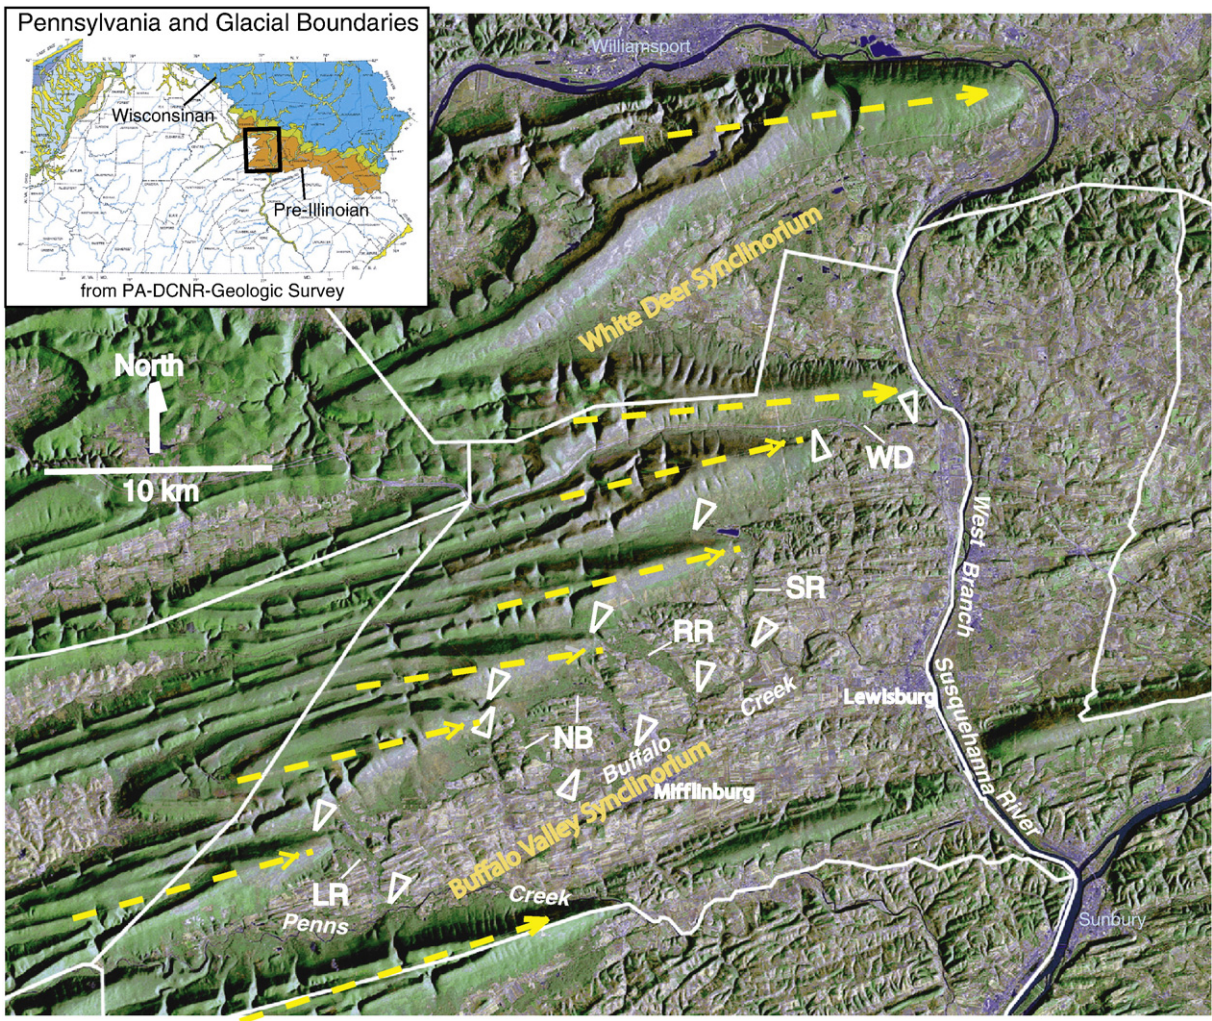 Pennsylvania and Glacial Boundaries
Wisconsinan
Pre-Illinoian
from PA-DCNR-Geologic Survey
Williamsport
White Deer Synclinorium
North
10 km
WD
West Branch
SR
RR
Creek
Lewisburg
Susquehanna
NB
Buffalo
Mifflinburg
Buffalo Valley Synclinorium
River
LR
Creek
Penns
Sunbury